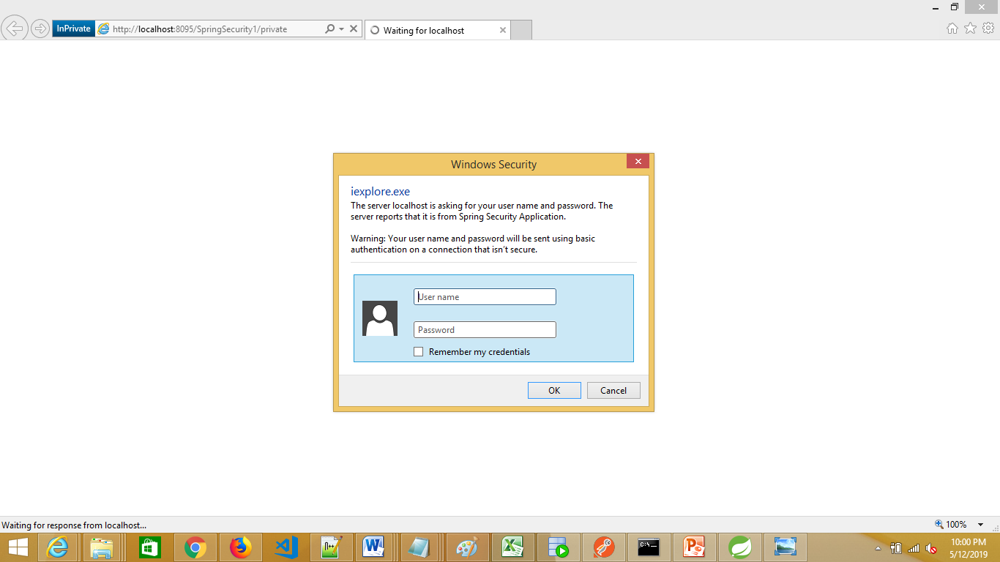 InPrivate
http://localhost:8095/SpringSecurity1/private
Waiting for localhost
Windows Security
iexplore.exe
The server localhost is asking for your user name and password. The
server reports that it is from Spring Security Application.
Warning: Your user name and password will be sent using basic
authentication on a connection that isn't secure.
User name
Password
Remember my credentials
OK
Cancel
Waiting for response from localhost...
100%
10:00 PM
5/12/2019